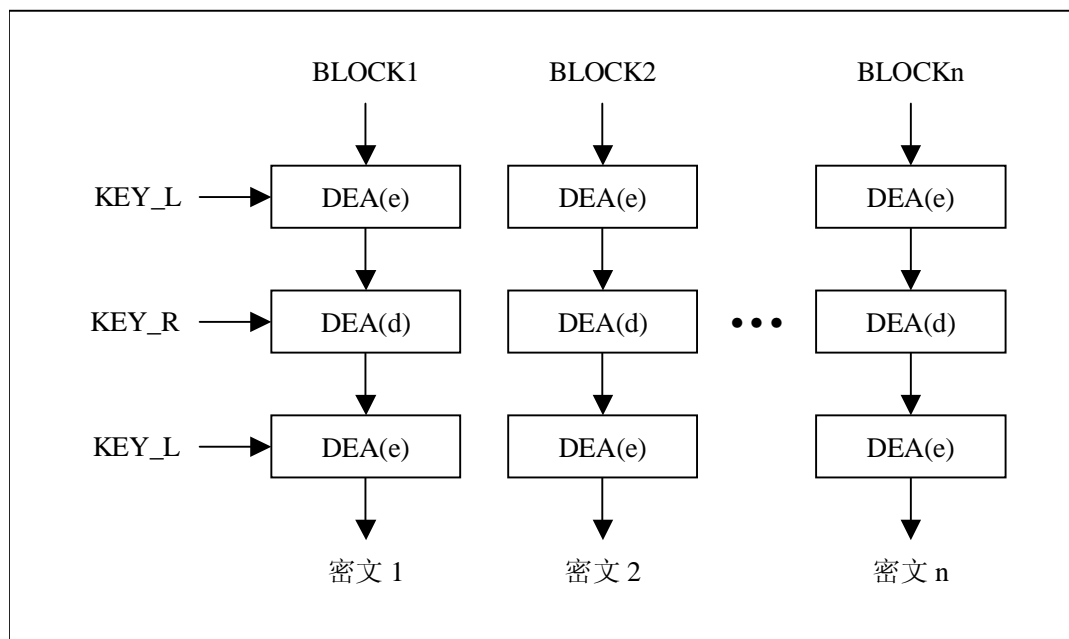 BLOCK1 BLOCK2 BLOCKn
KEY_L DEA(e) DEA(e) DEA(e)
KEY_R DEA(d) DEA(d) ••• DEA(d)
KEY_L DEA(e) DEA(e) DEA(e)
密文 1 密文 2 密文 n